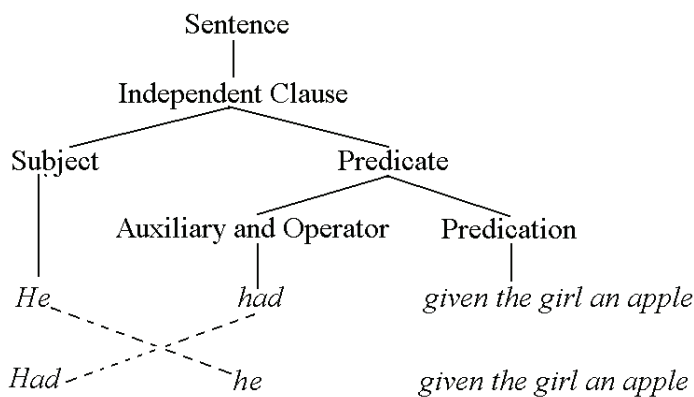 Sentence
Independent Clause
Subject Predicate
Auxiliary and Operator Predication
He had given the girl an apple
Had he given the girl an apple